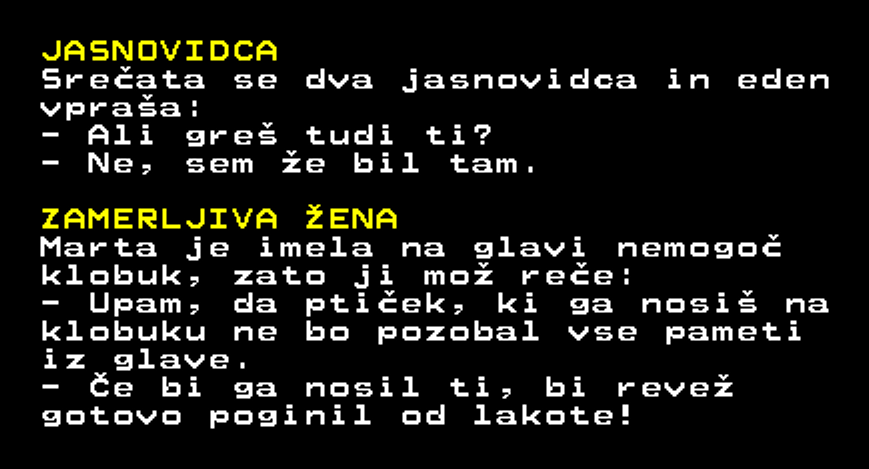 JASNOVIDCA
Srečata se dva jasnovidca in eden
vpraša:
- Ali greš tudi ti?
- Ne, sem že bil tam.
ZAMERLJIVA ŽENA
Marta je imela na glavi nemogoč
klobuk, zato ji mož reče:
- Upam, da ptiček, ki ga nosiš na
klobuku ne bo pozobal vse pameti
iz glave.
- Če bi ga nosil ti, bi revež
gotovo poginil od lakote!